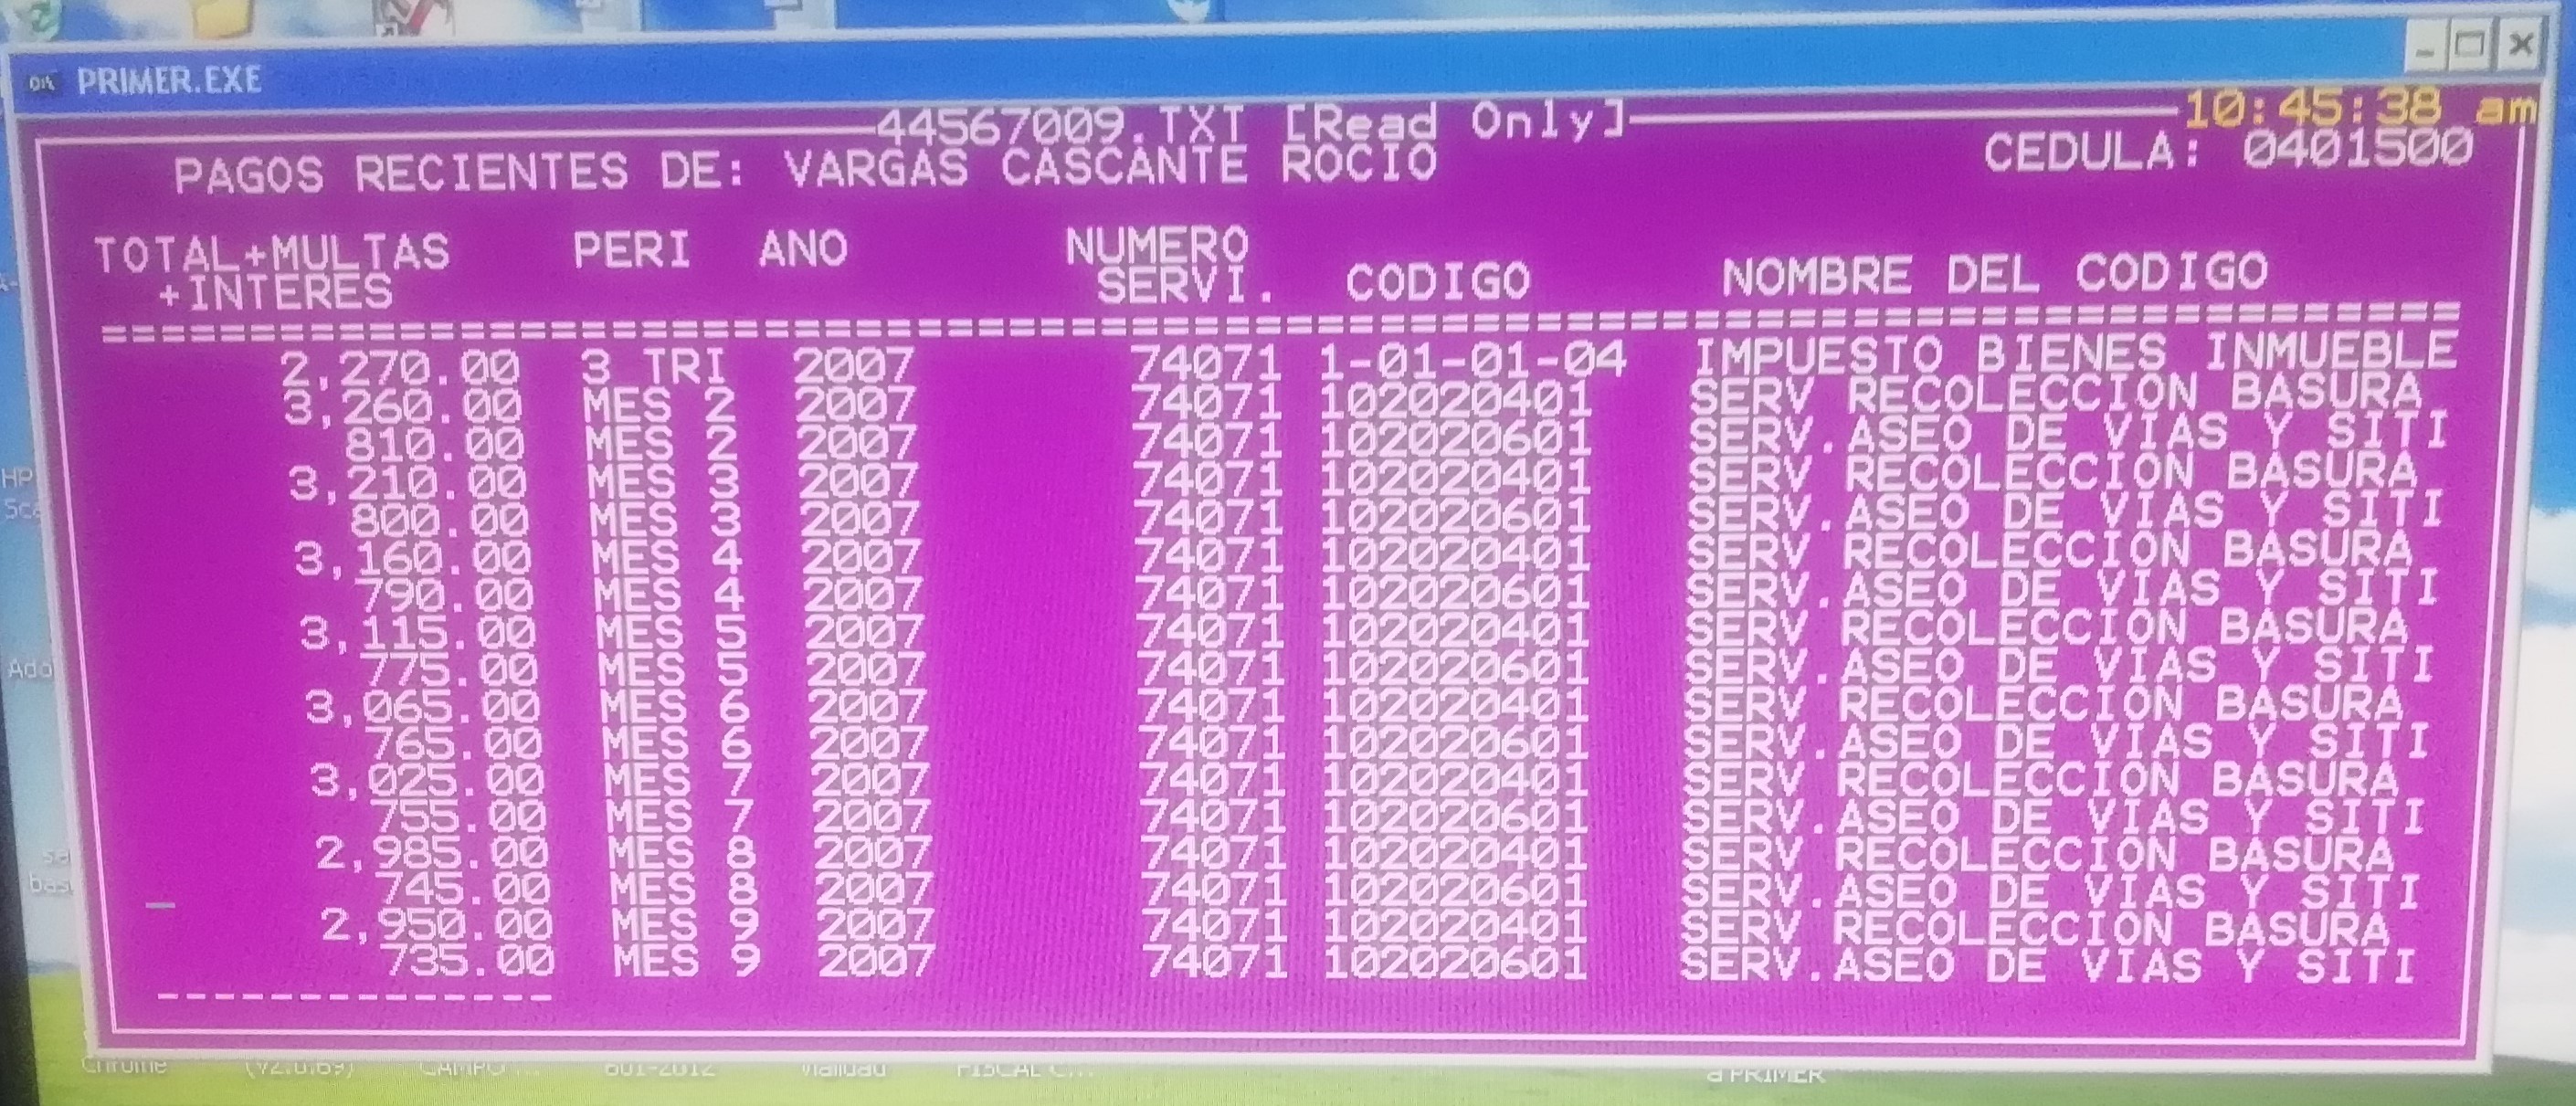 PRIMER.EXE
44567009.TXT [Read Only] 10:45:38 am
PAGOS RECIENTES DE: VARGAS CASCANTE ROCIO CEDULA: 0401500
TOTAL+MULTAS PERI ANO NUMERO
+INTERES SERVI. CODIGO NOMBRE DEL CODIGO
================================================================
2,270.00 3 TRI 2007 74071 1-01-01-04 IMPUESTO BIENES INMUEBLE
3,260.00 MES 2 2007 74071 102020401 SERV RECOLECCION BASURA
810.00 MES 2 2007 74071 102020601 SERV.ASEO DE VIAS Y SITI
3,210.00 MES 3 2007 74071 102020401 SERV RECOLECCION BASURA
800.00 MES 3 2007 74071 102020601 SERV.ASEO DE VIAS Y SITI
3,160.00 MES 4 2007 74071 102020401 SERV RECOLECCION BASURA
790.00 MES 4 2007 74071 102020601 SERV.ASEO DE VIAS Y SITI
3,115.00 MES 5 2007 74071 102020401 SERV RECOLECCION BASURA
775.00 MES 5 2007 74071 102020601 SERV.ASEO DE VIAS Y SITI
3,065.00 MES 6 2007 74071 102020401 SERV RECOLECCION BASURA
765.00 MES 6 2007 74071 102020601 SERV.ASEO DE VIAS Y SITI
3,025.00 MES 7 2007 74071 102020401 SERV RECOLECCION BASURA
755.00 MES 7 2007 74071 102020601 SERV.ASEO DE VIAS Y SITI
2,985.00 MES 8 2007 74071 102020401 SERV RECOLECCION BASURA
745.00 MES 8 2007 74071 102020601 SERV.ASEO DE VIAS Y SITI
2,950.00 MES 9 2007 74071 102020401 SERV RECOLECCION BASURA
735.00 MES 9 2007 74071 102020601 SERV.ASEO DE VIAS Y SITI
--------------
HP
Chrome (v2.0.69) CAMPO ... 601-2012 Vialidad FISCAL C... a PRIMER